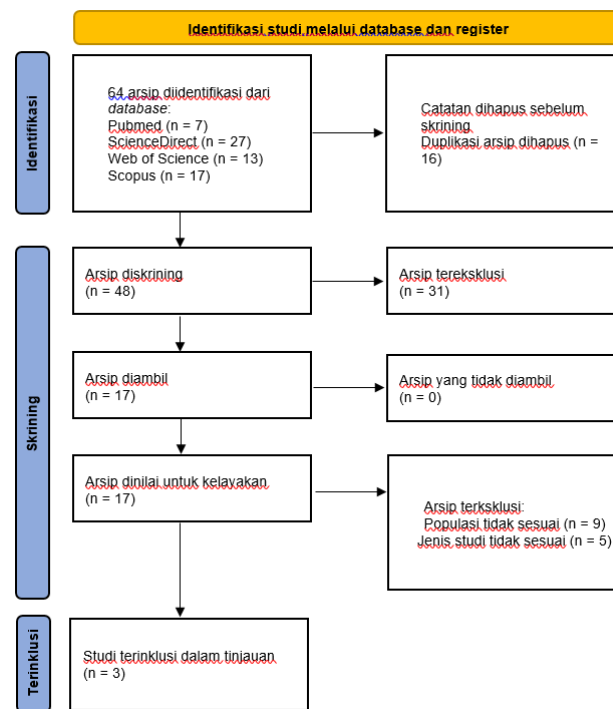 Identifikasi studi melalui database dan register
Identifikasi
64 arsip diidentifikasi dari
database:
Pubmed (n = 7)
ScienceDirect (n = 27)
Web of Science (n = 13)
Scopus (n = 17)
Catatan dihapus sebelum
skrining
Duplikasi arsip dihapus (n =
16)
Skrining
Arsip diskrining
(n = 48)
Arsip tereksklusi
(n = 31)
Arsip diambil
(n = 17)
Arsip yang tidak diambil
(n = 0)
Arsip dinilai untuk kelayakan
(n = 17)
Arsip terksklusi:
Populasi tidak sesuai (n = 9)
Jenis studi tidak sesuai (n = 5)
Terinklusi
Studi terinklusi dalam tinjauan
(n = 3)